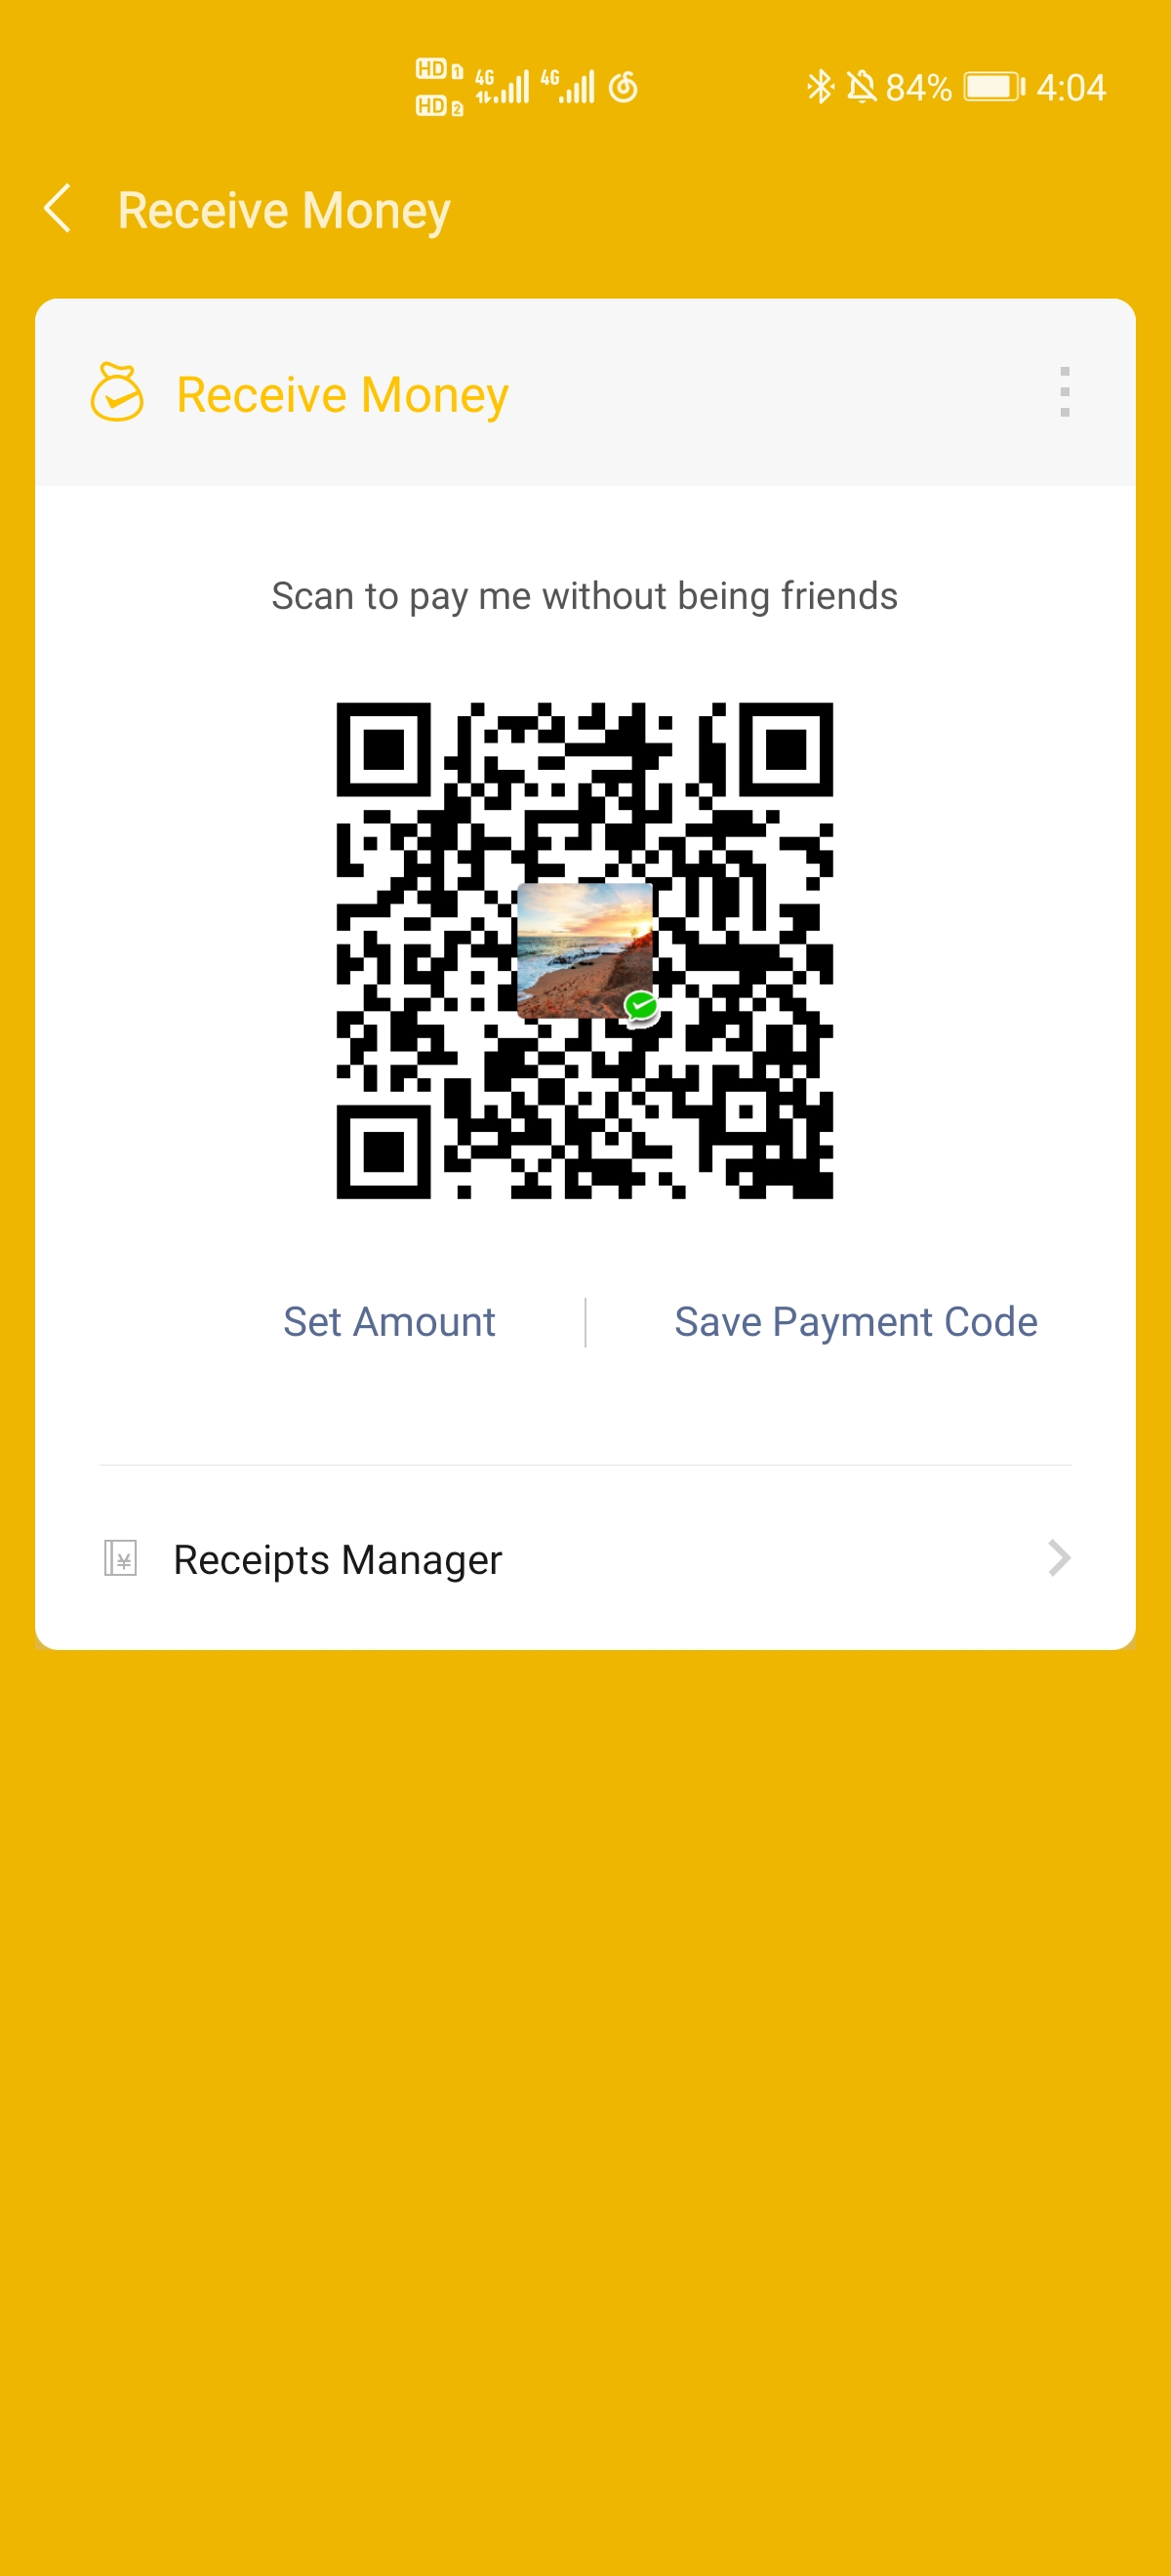 HD 1 4G 4G 84% 4:04
HD 2
Receive Money
Receive Money
Scan to pay me without being friends
Set Amount Save Payment Code
¥ Receipts Manager